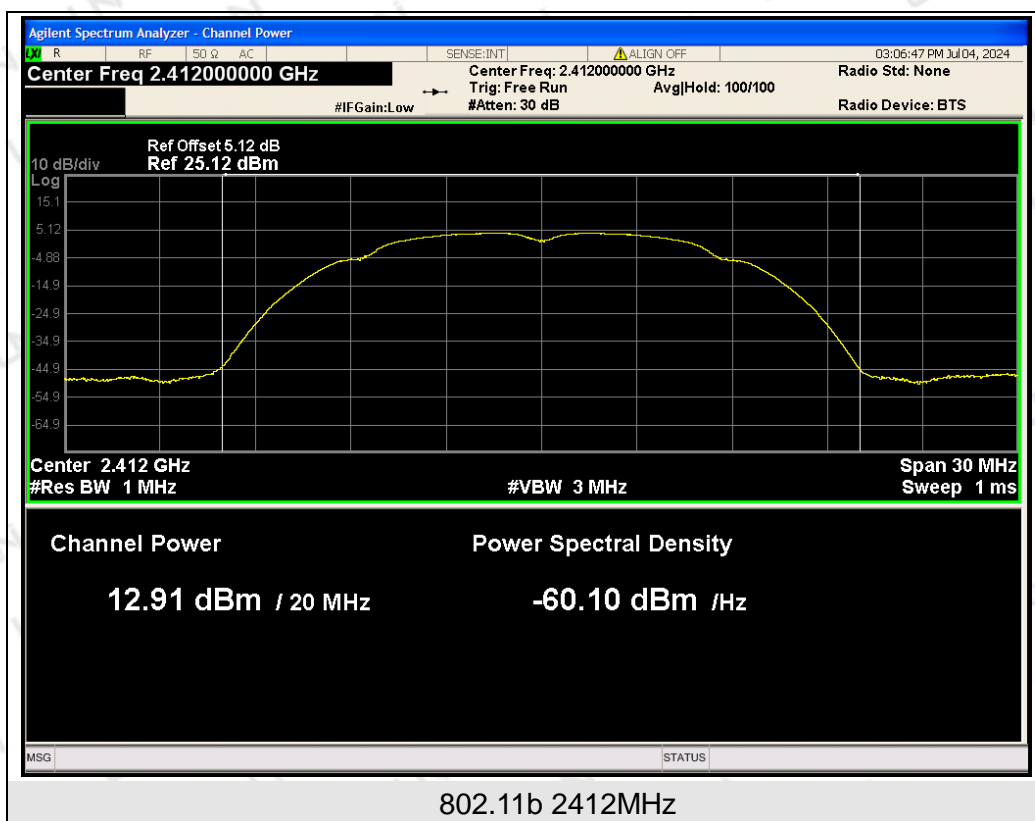 Agilent Spectrum Analyzer - Channel Power
LXI R RF 50 Ω AC SENSE:INT ALIGN OFF 03:06:47 PM Jul 04, 2024
Center Freq 2.412000000 GHz
Center Freq: 2.412000000 GHz
Radio Std: None
Trig: Free Run Avg|Hold: 100/100
#IFGain:Low
#Atten: 30 dB
Radio Device: BTS
Ref Offset 5.12 dB
10 dB/div Ref 25.12 dBm
Log
15.1
5.12
-4.88
-14.9
-24.9
-34.9
-44.9
-54.9
-64.9
Center 2.412 GHz Span 30 MHz
#Res BW 1 MHz #VBW 3 MHz Sweep 1 ms
Channel Power Power Spectral Density
12.91 dBm / 20 MHz -60.10 dBm /Hz
MSG STATUS
802.11b 2412MHz